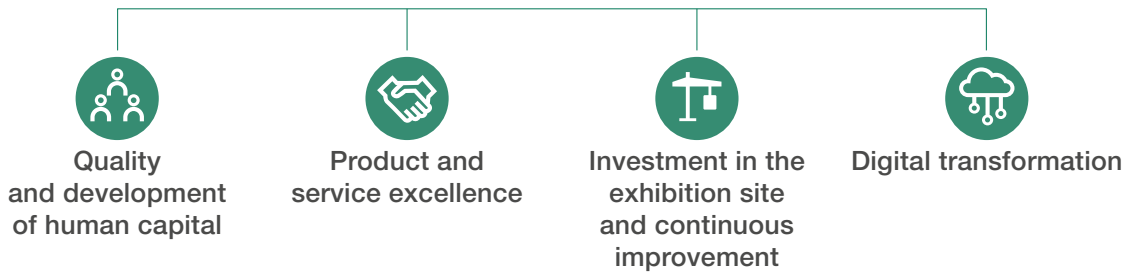 Quality
and development
of human capital
Product and
service excellence
Investment in the
exhibition site
and continuous
improvement
Digital transformation